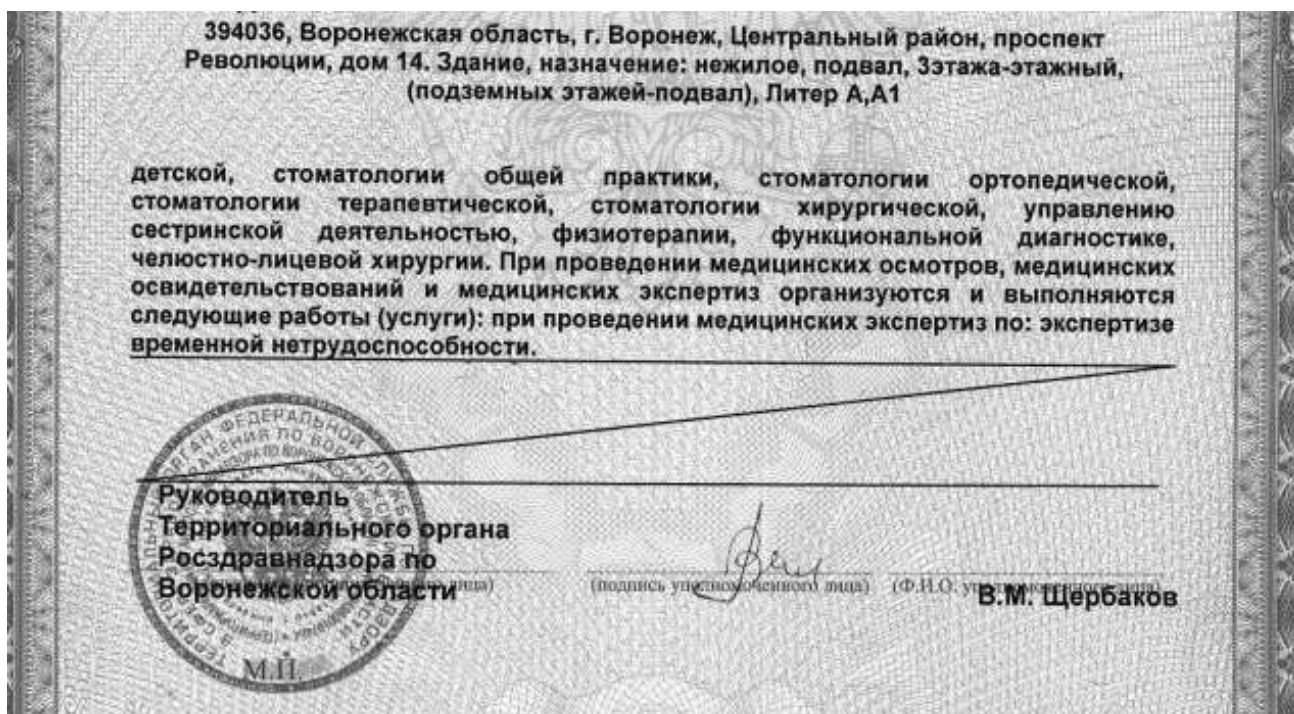 394036, Воронежская область, г. Воронеж, Центральный район, проспект
Революции, дом 14. Здание, назначение: нежилое, подвал, 3этажа-этажный,
(подземных этажей-подвал), Литер А,А1
детской, стоматологии общей практики, стоматологии ортопедической,
стоматологии терапевтической, стоматологии хирургической, управлению
сестринской деятельностью, физиотерапии, функциональной диагностике,
челюстно-лицевой хирургии. При проведении медицинских осмотров, медицинских
освидетельствований и медицинских экспертиз организуются и выполняются
следующие работы (услуги): при проведении медицинских экспертиз по: экспертизе
временной нетрудоспособности.
Руководитель
Территориального органа
Росздравнадзора по
Воронежской области
(подпись уполномоченного лица)
(Ф.И.О. уполномоченного лица)
В.М. Щербаков
М.П.